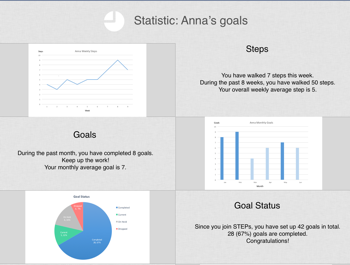 Statistic: Anna's goals
Steps
You have walked 7 steps this week.
During the past 8 weeks, you have walked 50 steps.
Your overall weekly average step is 5.
Goals
During the past month, you have completed 8 goals.
Keep up the work!
Your monthly average goal is 7.
Goal Status
Since you join STEPs, you have set up 42 goals in total.
28 (67%) goals are completed.
Congratulations!